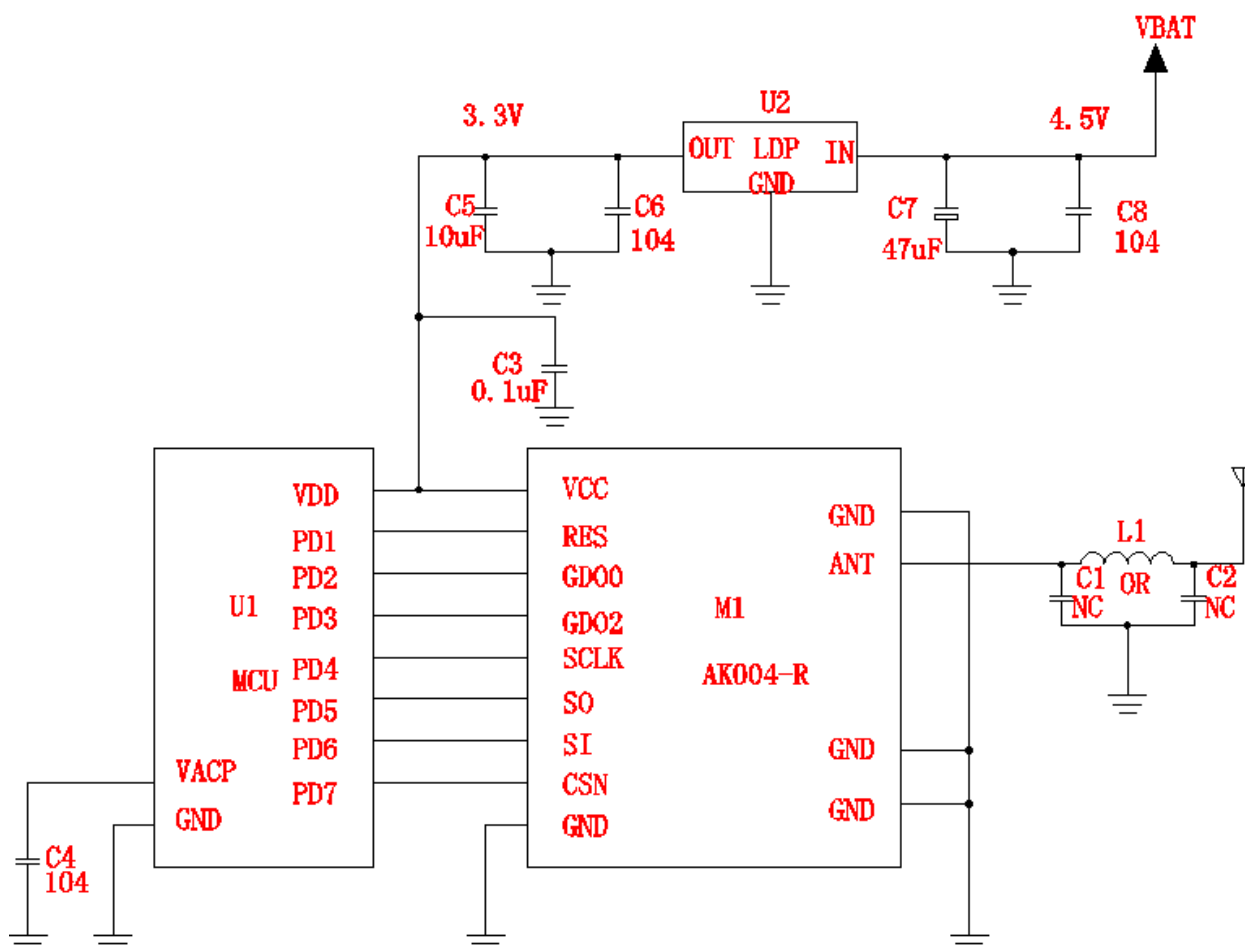 VBAT
U2
3.3V
4.5V
OUT LDP IN
GND
C5
10uF
C6
104
C7
47uF
C8
104
C3
0.1uF
VDD
PD1
PD2
PD3
PD4
PD5
PD6
PD7
U1
MCU
VACP
GND
C4
104
VCC
RES
GDO0
GDO2
SCLK
SO
SI
CSN
GND
M1
AK004-R
GND
ANT
GND
GND
L1
0R
C1
NC
C2
NC